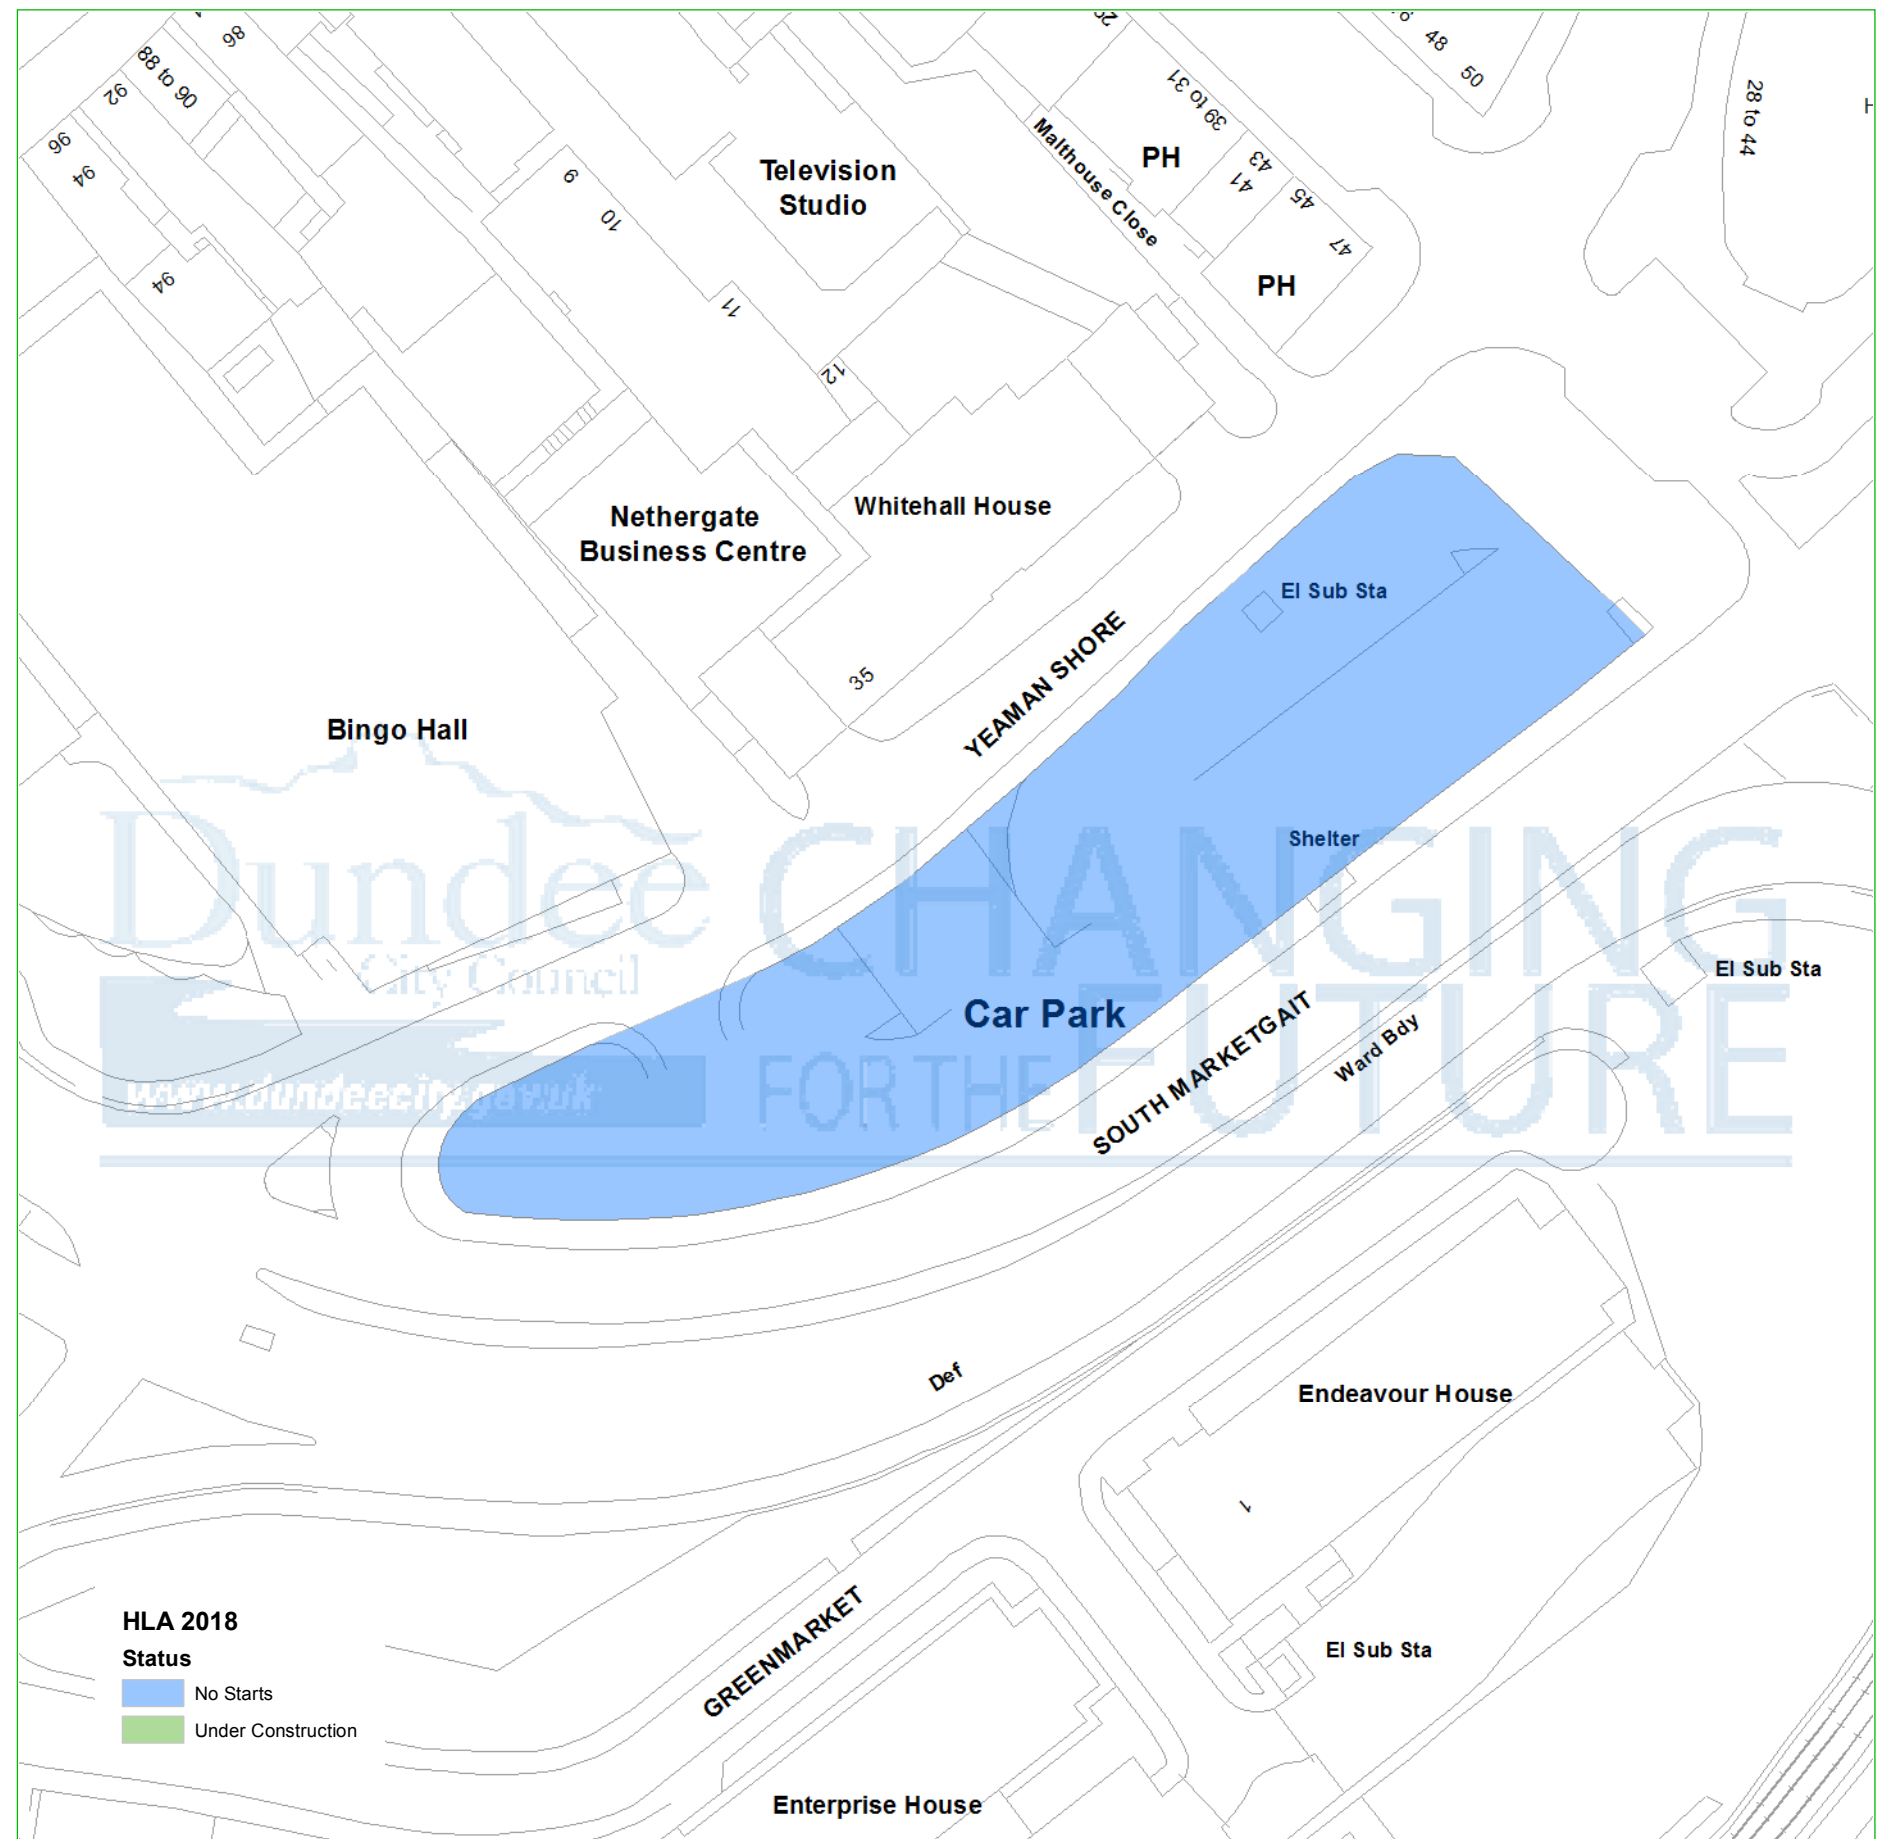 86
88 to 90
92
96
94
94
9
10
11
12
Television
Studio
Malthouse Close
29
39 to 31
PH
43
41
45
47
PH
48
50
28 to 44
H
Nethergate
Business Centre
Whitehall House
35
YEAMAN SHORE
El Sub Sta
Bingo Hall
Shelter
Dundee
City Council
www.dundeecity.gov.uk
CHANGING
FOR THE FUTURE
Car Park
El Sub Sta
SOUTH MARKETGAIT
Ward Bdy
Def
Endeavour House
1
GREENMARKET
El Sub Sta
Enterprise House
HLA 2018
Status
No Starts
Under Construction